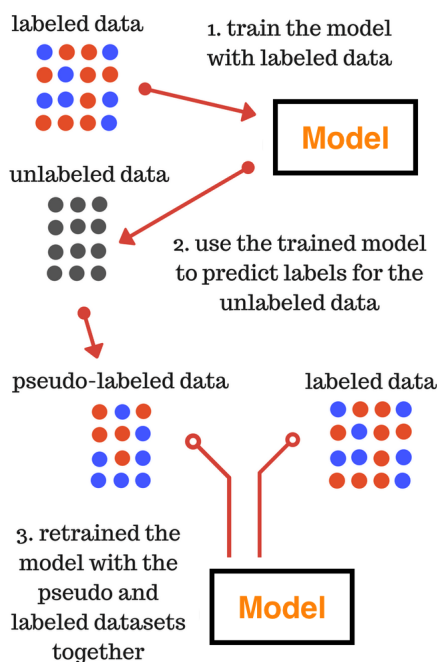 labeled data
1. train the model
with labeled data
Model
unlabeled data
2. use the trained model
to predict labels for the
unlabeled data
pseudo-labeled data
labeled data
3. retrained the
model with the
pseudo and
labeled datasets
together
Model